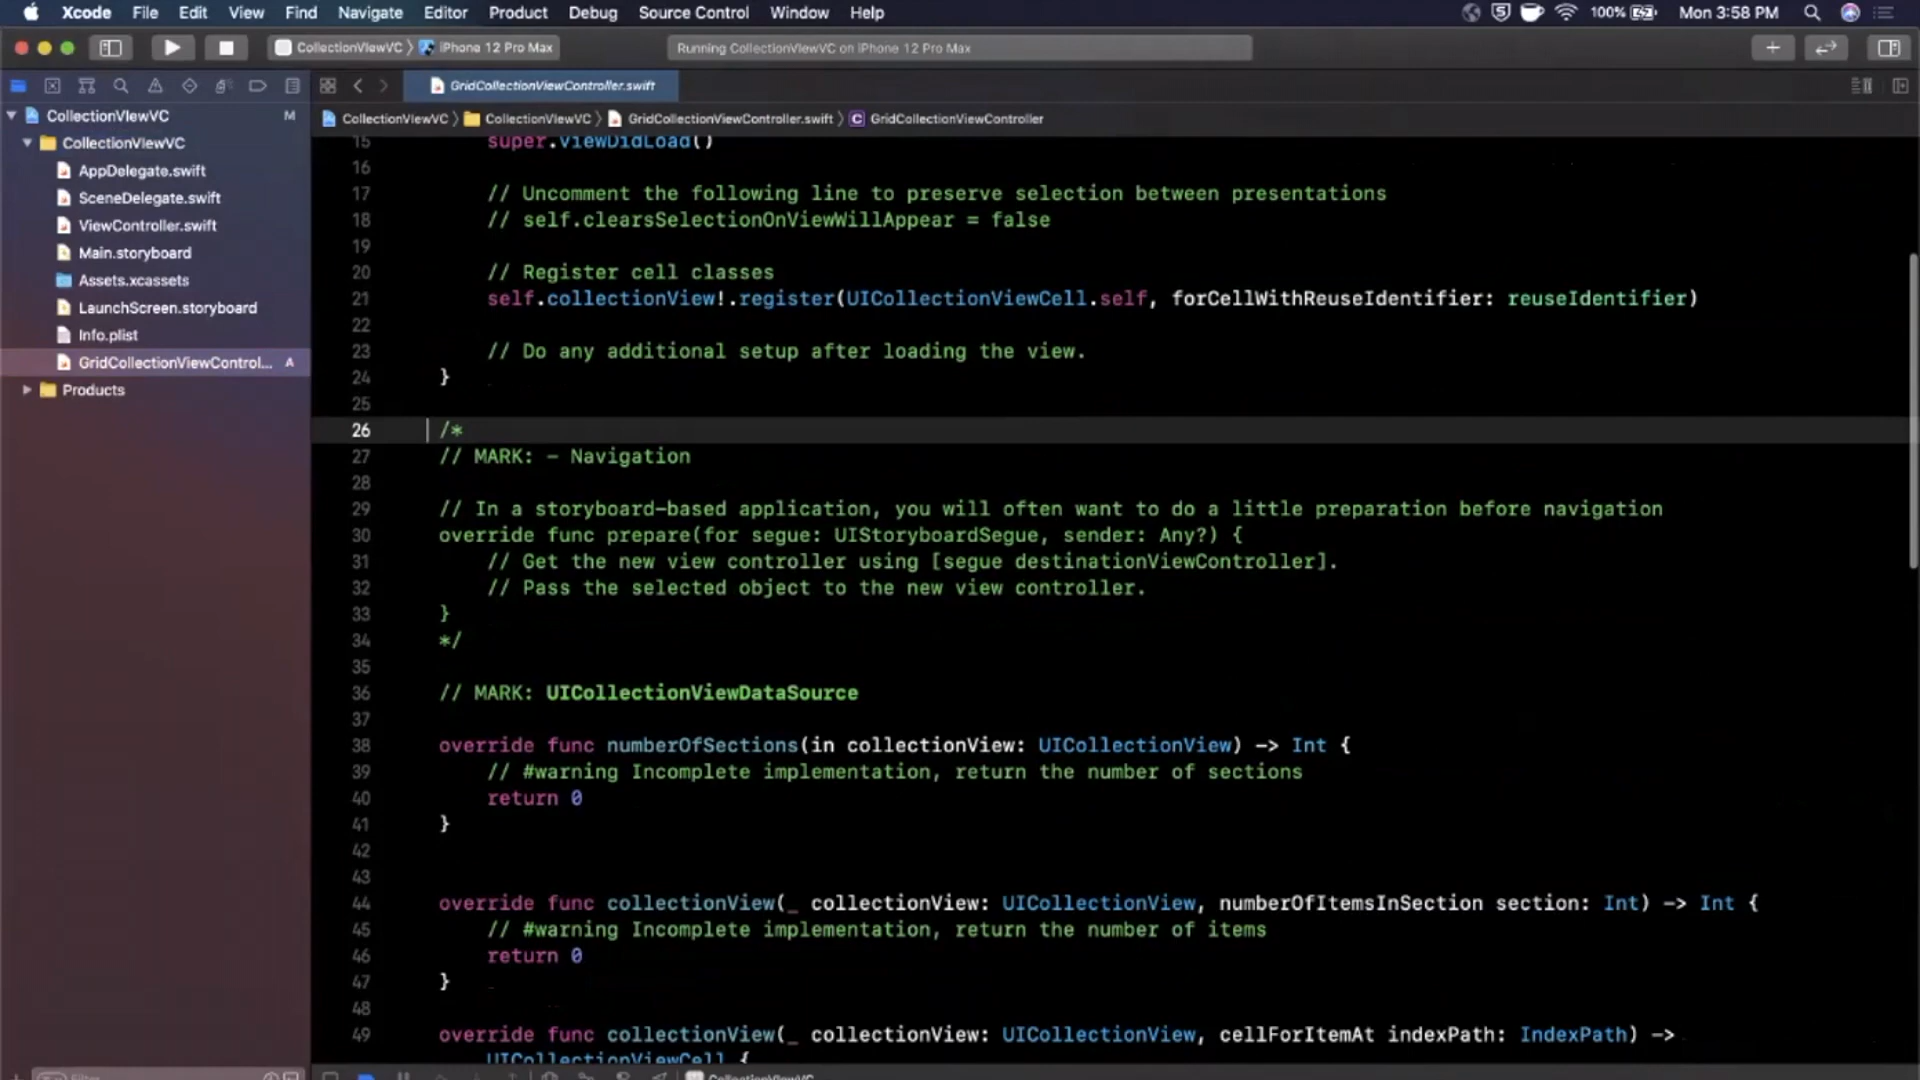 Xcode File Edit View Find Navigate Editor Product Debug Source Control Window Help 100% Mon 3:58 PM
CollectionVIewVC 〉 iPhone 12 Pro Max Running CollectionVIewVC on iPhone 12 Pro Max
GridCollectionViewController.swift
CollectionVIewVC 〉 CollectionVIewVC 〉 GridCollectionViewController.swift 〉 C GridCollectionViewController
CollectionVIewVC M
CollectionVIewVC
AppDelegate.swift
SceneDelegate.swift
ViewController.swift
Main.storyboard
Assets.xcassets
LaunchScreen.storyboard
Info.plist
GridCollectionViewControl... A
Products
15 super.viewDidLoad()
16
17 // Uncomment the following line to preserve selection between presentations
18 // self.clearsSelectionOnViewWillAppear = false
19
20 // Register cell classes
21 self.collectionView!.register(UICollectionViewCell.self, forCellWithReuseIdentifier: reuseIdentifier)
22
23 // Do any additional setup after loading the view.
24 }
25
26 /*
27 // MARK: - Navigation
28
29 // In a storyboard-based application, you will often want to do a little preparation before navigation
30 override func prepare(for segue: UIStoryboardSegue, sender: Any?) {
31 // Get the new view controller using [segue destinationViewController].
32 // Pass the selected object to the new view controller.
33 }
34 */
35
36 // MARK: UICollectionViewDataSource
37
38 override func numberOfSections(in collectionView: UICollectionView) -> Int {
39 // #warning Incomplete implementation, return the number of sections
40 return 0
41 }
42
43
44 override func collectionView(_ collectionView: UICollectionView, numberOfItemsInSection section: Int) -> Int {
45 // #warning Incomplete implementation, return the number of items
46 return 0
47 }
48
49 override func collectionView(_ collectionView: UICollectionView, cellForItemAt indexPath: IndexPath) ->
UICollectionViewCell {
Filter
CollectionVIewVC